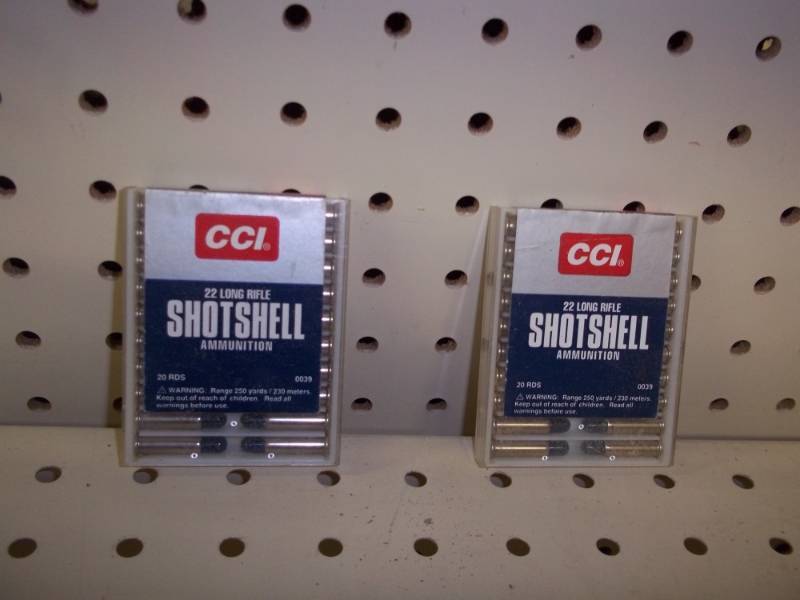 CCI®
22 LONG RIFLE
SHOTSHELL
AMMUNITION
20 RDS 0039
⚠ WARNING: Range 250 yards / 230 meters.
Keep out of reach of children. Read all
warnings before use.
CCI®
22 LONG RIFLE
SHOTSHELL
AMMUNITION
20 RDS 0039
⚠ WARNING: Range 250 yards / 230 meters.
Keep out of reach of children. Read all
warnings before use.